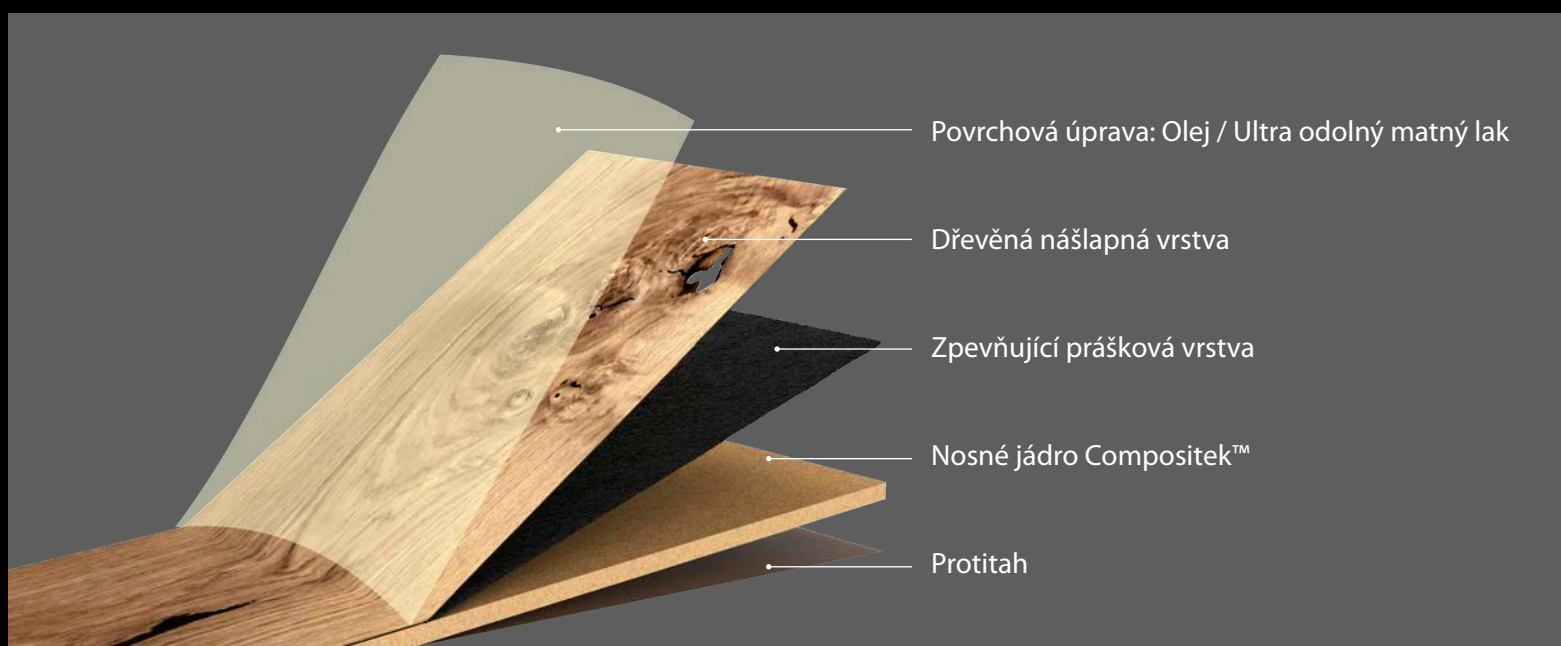 Povrchová úprava: Olej / Ultra odolný matný lak
Dřevěná nášlapná vrstva
Zpevňující prášková vrstva
Nosné jádro Compositek™
Protitah